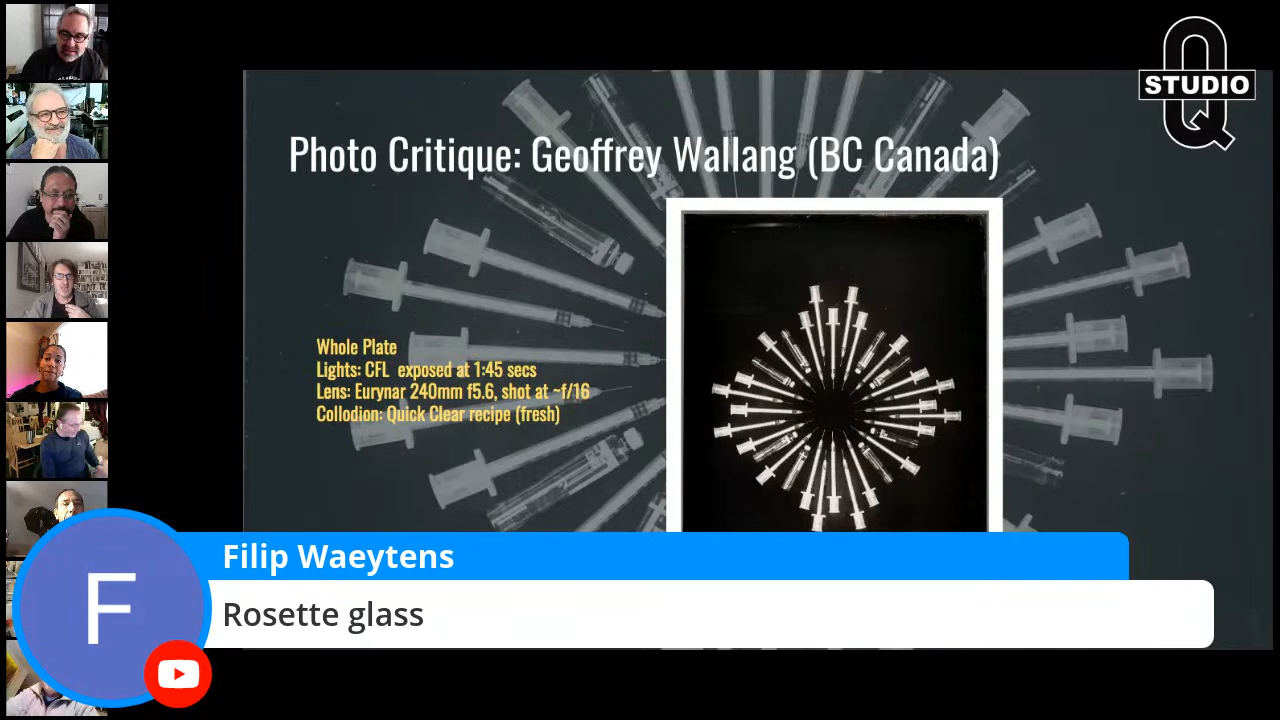 STUDIO
Q
Photo Critique: Geoffrey Wallang (BC Canada)
Whole Plate
Lights: CFL exposed at 1:45 secs
Lens: Eurynar 240mm f5.6, shot at ~f/16
Collodion: Quick Clear recipe (fresh)
F
Filip Waeytens
Rosette glass